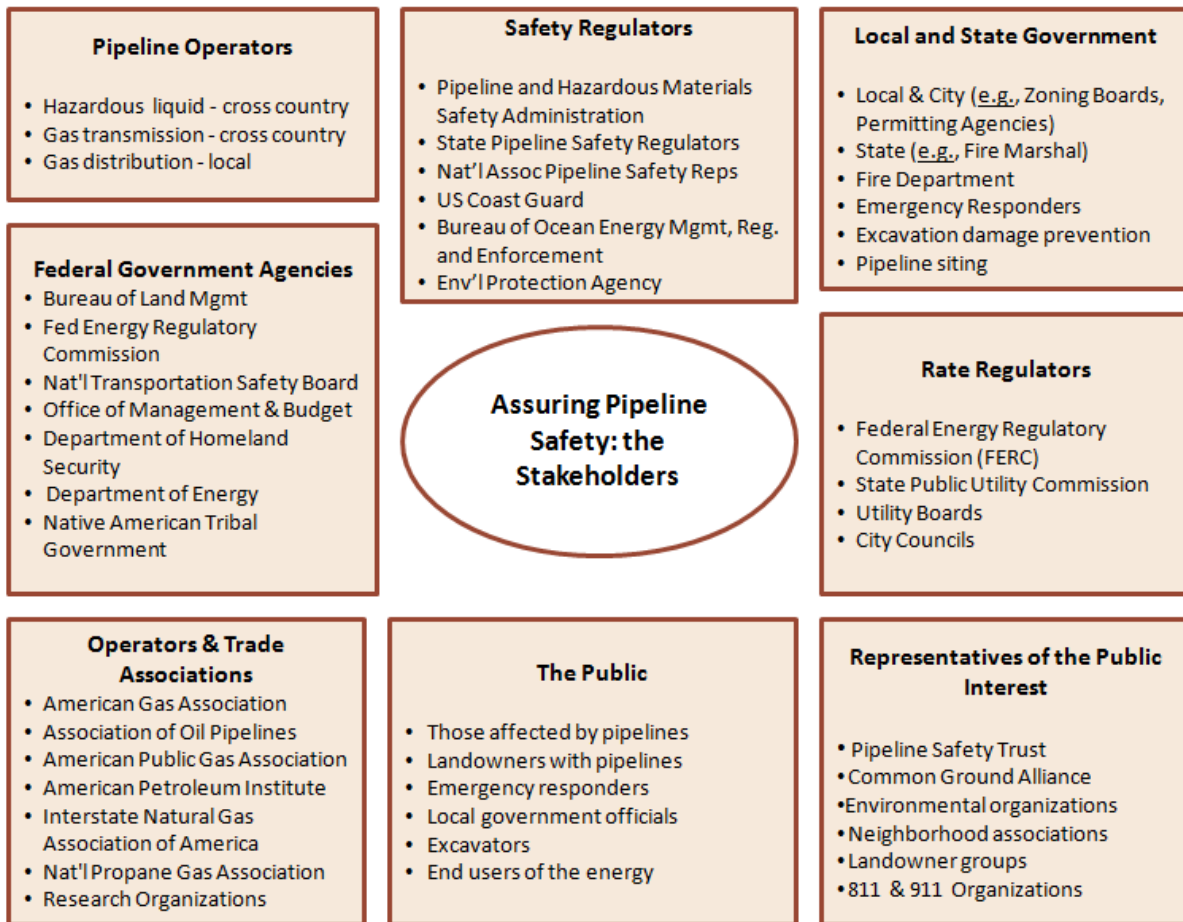 Pipeline Operators
• Hazardous liquid - cross country
• Gas transmission - cross country
• Gas distribution - local
Safety Regulators
• Pipeline and Hazardous Materials
Safety Administration
• State Pipeline Safety Regulators
• Nat’l Assoc Pipeline Safety Reps
• US Coast Guard
• Bureau of Ocean Energy Mgmt, Reg.
and Enforcement
• Env’l Protection Agency
Local and State Government
• Local & City (e.g., Zoning Boards,
Permitting Agencies)
• State (e.g., Fire Marshal)
• Fire Department
• Emergency Responders
• Excavation damage prevention
• Pipeline siting
Federal Government Agencies
• Bureau of Land Mgmt
• Fed Energy Regulatory
Commission
• Nat'l Transportation Safety Board
• Office of Management & Budget
• Department of Homeland
Security
• Department of Energy
• Native American Tribal
Government
Assuring Pipeline
Safety: the
Stakeholders
Rate Regulators
• Federal Energy Regulatory
Commission (FERC)
• State Public Utility Commission
• Utility Boards
• City Councils
Operators & Trade
Associations
• American Gas Association
• Association of Oil Pipelines
• American Public Gas Association
• American Petroleum Institute
• Interstate Natural Gas
Association of America
• Nat'l Propane Gas Association
• Research Organizations
The Public
• Those affected by pipelines
• Landowners with pipelines
• Emergency responders
• Local government officials
• Excavators
• End users of the energy
Representatives of the Public
Interest
• Pipeline Safety Trust
•Common Ground Alliance
•Environmental organizations
•Neighborhood associations
•Landowner groups
•811 & 911 Organizations